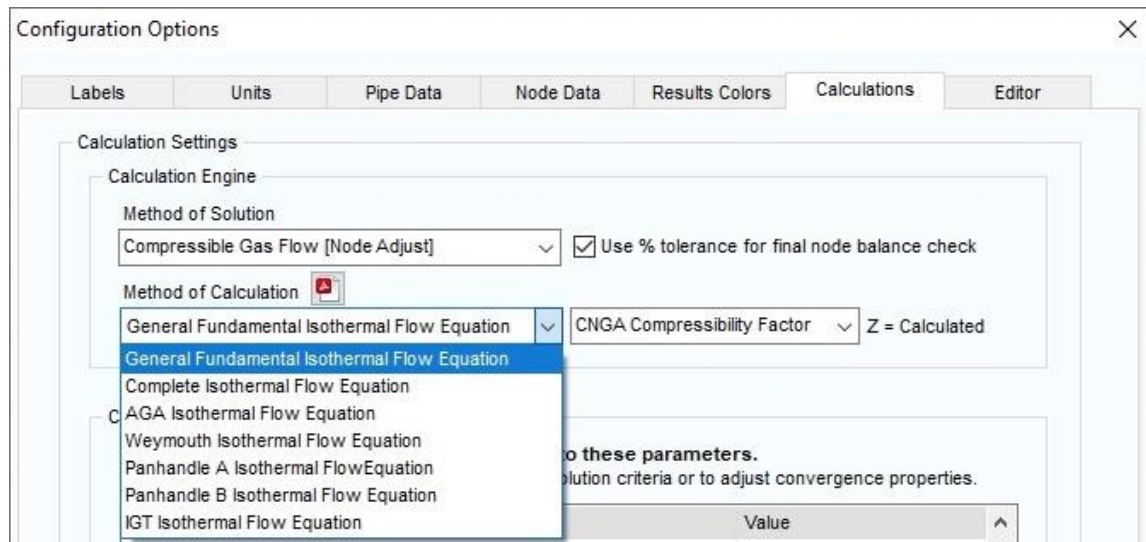 Configuration Options
Labels Units Pipe Data Node Data Results Colors Calculations Editor
Calculation Settings
Calculation Engine
Method of Solution
Compressible Gas Flow [Node Adjust] Use % tolerance for final node balance check
Method of Calculation
General Fundamental Isothermal Flow Equation CNGA Compressibility Factor Z = Calculated
General Fundamental Isothermal Flow Equation
Complete Isothermal Flow Equation
C AGA Isothermal Flow Equation
Weymouth Isothermal Flow Equation
Panhandle A Isothermal FlowEquation to these parameters.
Panhandle B Isothermal Flow Equation criteria or to adjust convergence properties.
IGT Isothermal Flow Equation Value